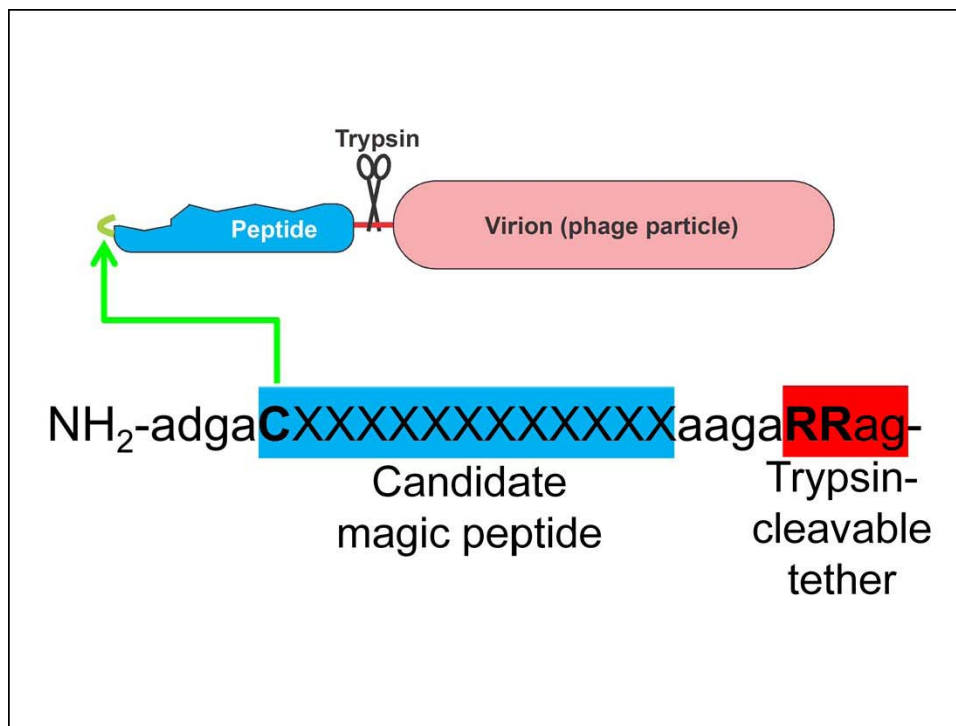 Trypsin
Peptide
Virion (phage particle)
NH₂-adgaCXXXXXXXXXXXXaagaRRag-
Candidate
magic peptide
Trypsin-
cleavable
tether